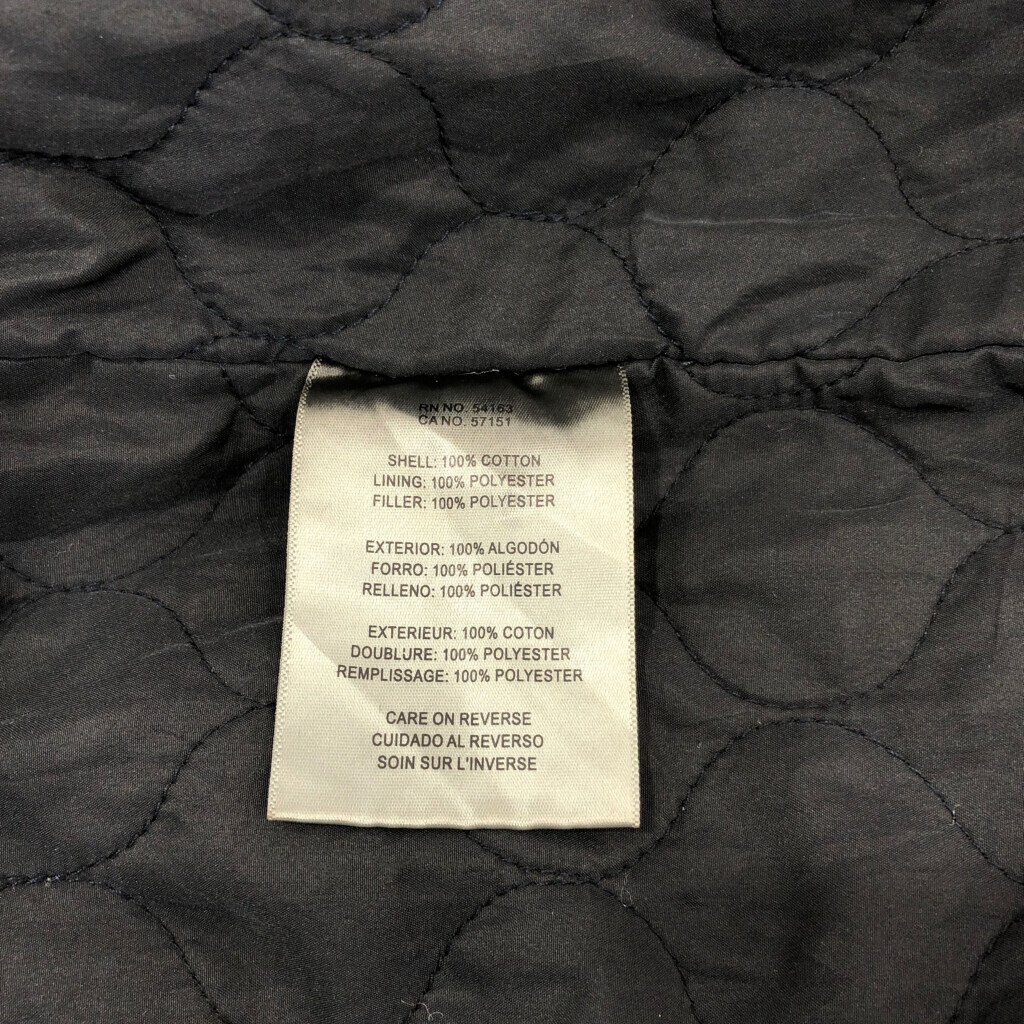 RN NO. 54163
CA NO. 57151
SHELL: 100% COTTON
LINING: 100% POLYESTER
FILLER: 100% POLYESTER
EXTERIOR: 100% ALGODÓN
FORRO: 100% POLIÉSTER
RELLENO: 100% POLIÉSTER
EXTERIEUR: 100% COTON
DOUBLURE: 100% POLYESTER
REMPLISSAGE: 100% POLYESTER
CARE ON REVERSE
CUIDADO AL REVERSO
SOIN SUR L'INVERSE